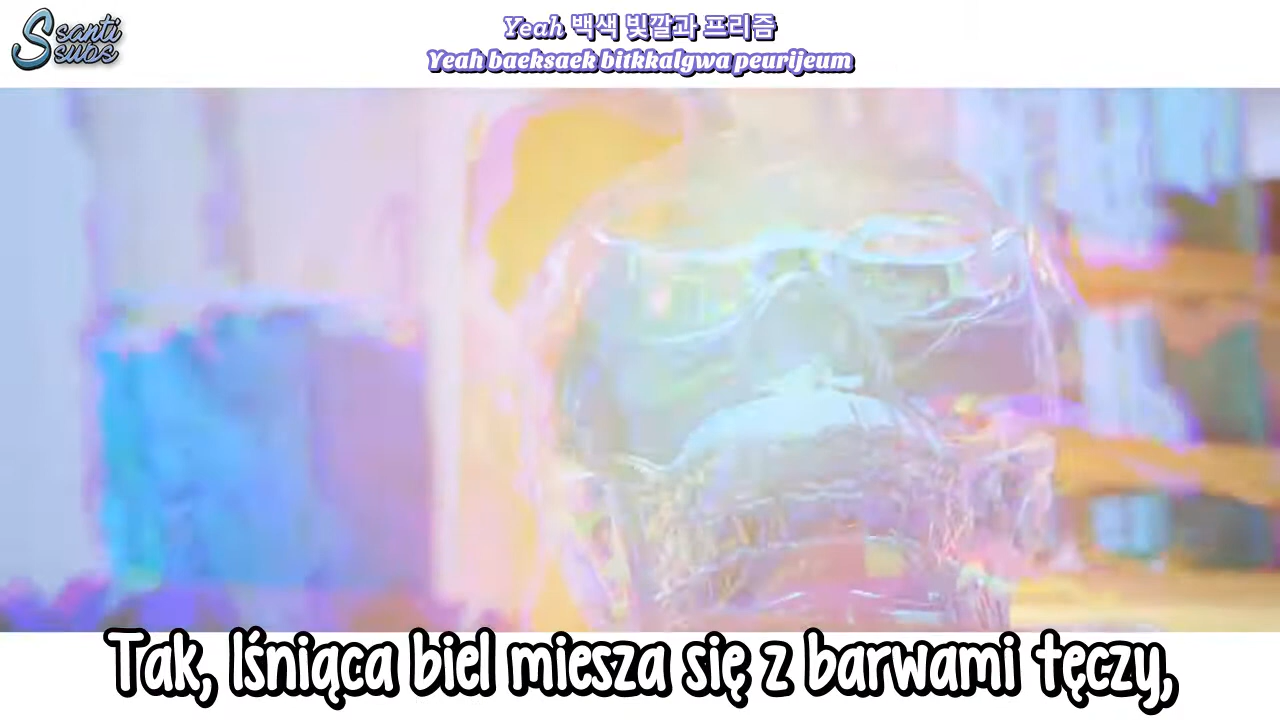 Ssanti
subs
Yeah 백색 빛깔과 프리즘
Yeah baeksaek bitkkalgwa peurijeum
Tak, lśniąca biel miesza się z barwami tęczy,